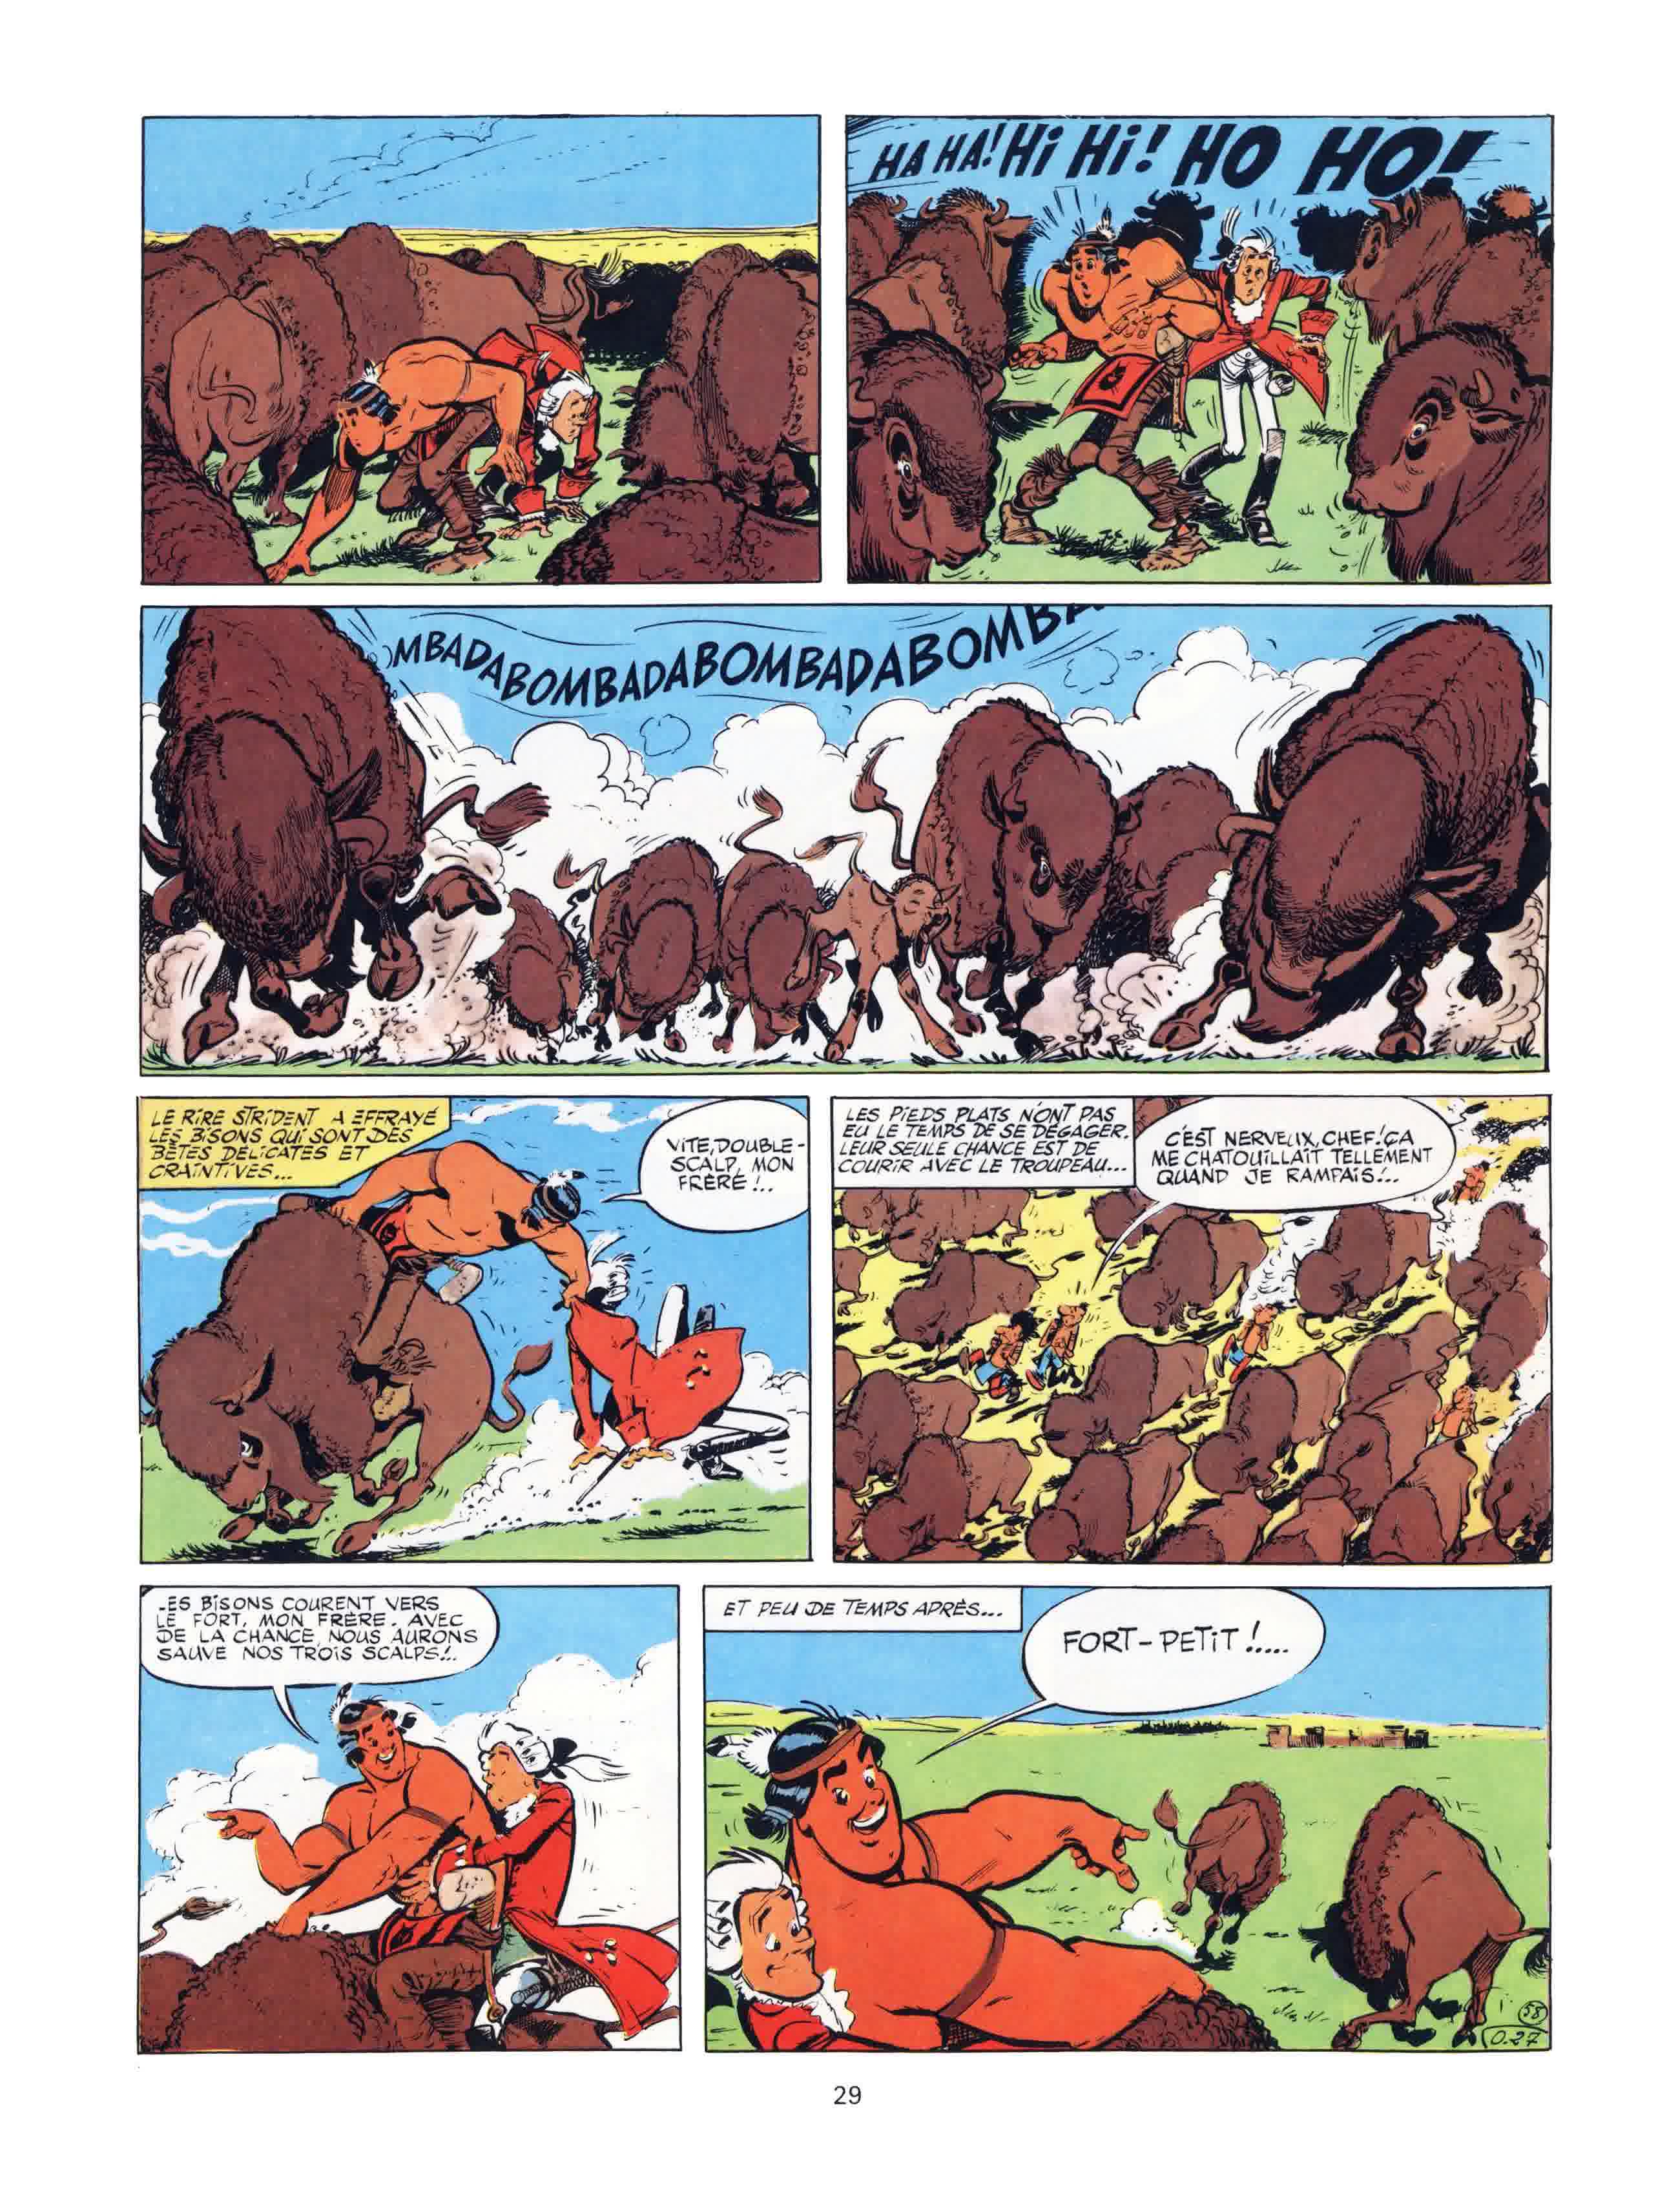 HA HA! Hi Hi! HO HO!
MBADABOMBADABOMBADABOMBA
LE RIRE STRIDENT A EFFRAYÉ
LES BISONS QUI SONT DES
BÊTES DÉLICATES ET
CRAINTIVES...
VITE, DOUBLE-
SCALP, MON
FRÈRE !..
LES PIEDS PLATS N'ONT PAS
EU LE TEMPS DE SE DÉGAGER.
LEUR SEULE CHANCE EST DE
COURIR AVEC LE TROUPEAU...
C'EST NERVEUX, CHEF! ÇA
ME CHATOUILLAIT TELLEMENT
QUAND JE RAMPAIS!...
-ES BISONS COURENT VERS
LE FORT, MON FRÈRE. AVEC
DE LA CHANCE, NOUS AURONS
SAUVÉ NOS TROIS SCALPS!..
ET PEU DE TEMPS APRÈS...
FORT-PETIT !.....
58
O.27
29